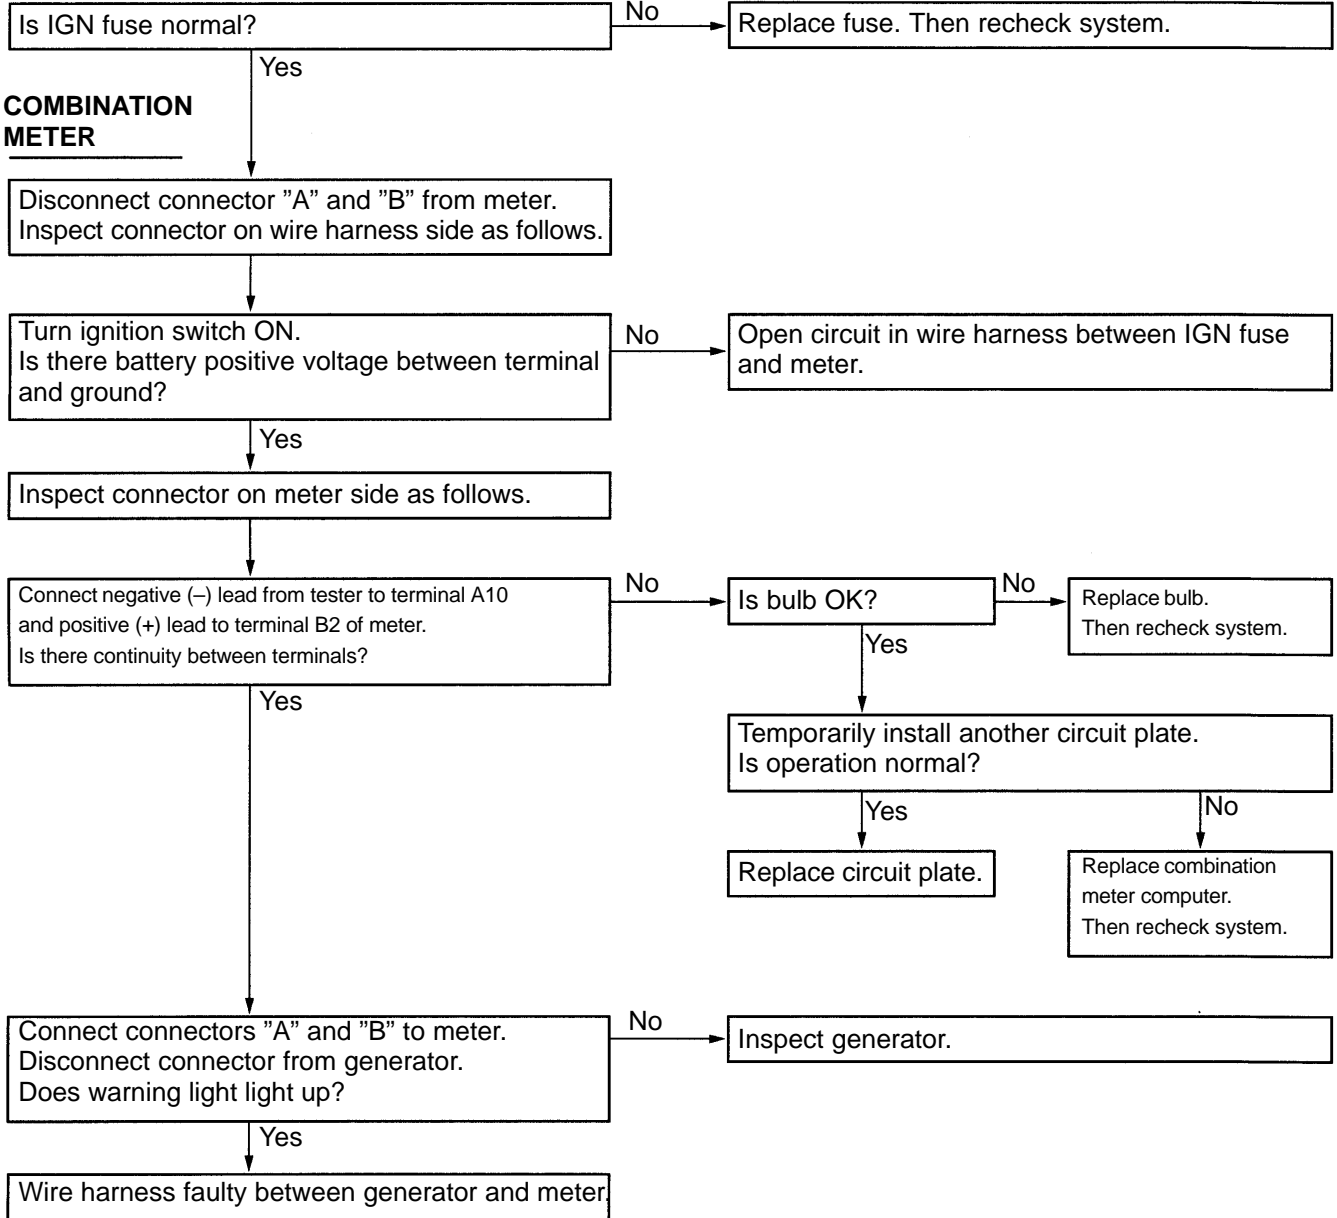 Is IGN fuse normal?
No
Replace fuse. Then recheck system.
Yes
COMBINATION
METER
Disconnect connector ”A” and ”B” from meter.
Inspect connector on wire harness side as follows.
Turn ignition switch ON.
Is there battery positive voltage between terminal
and ground?
No
Open circuit in wire harness between IGN fuse
and meter.
Yes
Inspect connector on meter side as follows.
Connect negative (–) lead from tester to terminal A10
and positive (+) lead to terminal B2 of meter.
Is there continuity between terminals?
No
Is bulb OK?
No
Replace bulb.
Then recheck system.
Yes
Yes
Temporarily install another circuit plate.
Is operation normal?
Yes
No
Replace circuit plate.
Replace combination
meter computer.
Then recheck system.
Connect connectors ”A” and ”B” to meter.
Disconnect connector from generator.
Does warning light light up?
No
Inspect generator.
Yes
Wire harness faulty between generator and meter.